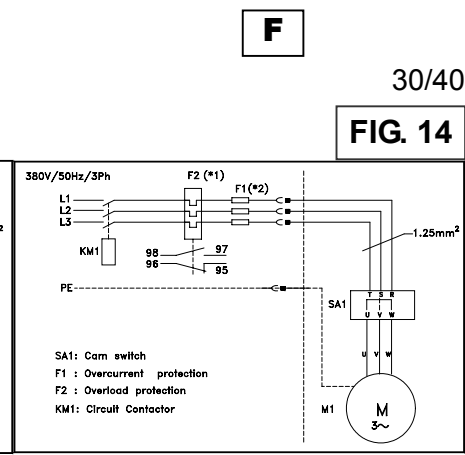 F
30/40
FIG. 14
380V/50Hz/3Ph
F2 (*1)
F1(*2)
L1
L2
L3
KM1
98
97
96
95
1.25mm²
2
PE
T S R
SA1
U V W
U V W
SA1: Cam switch
F1 : Overcurrent protection
F2 : Overload protection
KM1: Circuit Contactor
M1
M
3~